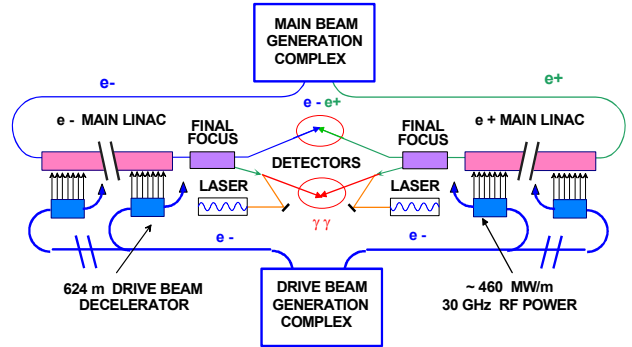 MAIN BEAM
GENERATION
COMPLEX
e-
e+
e - e+
e - MAIN LINAC
FINAL
FOCUS
FINAL
FOCUS
e + MAIN LINAC
DETECTORS
LASER
LASER
γ γ
e -
e -
624 m DRIVE BEAM
DECELERATOR
DRIVE BEAM
GENERATION
COMPLEX
~ 460 MW/m
30 GHz RF POWER